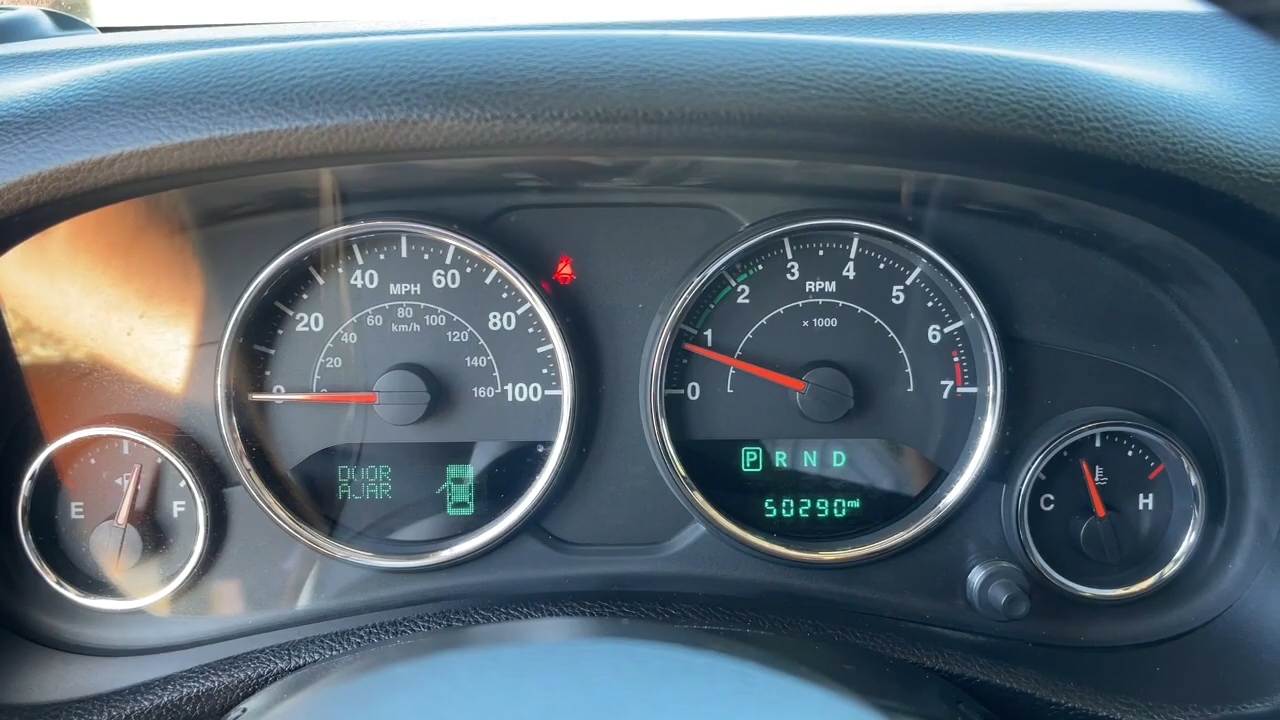 40 MPH 60
20 80
0 100
60 80 100
km/h
40 120
20 140
160
DOOR
AJAR
E F
3 4
2 RPM 5
1 x 1000 6
0 7
P R N D
50290mi
C H